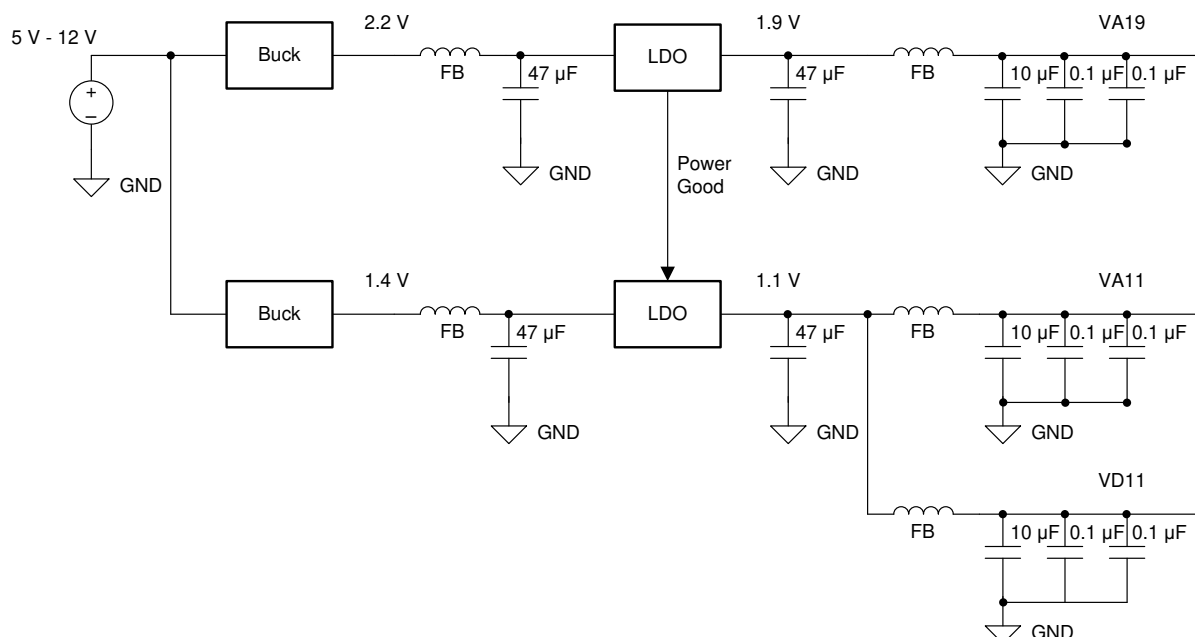 5 V - 12 V
Buck
2.2 V
FB
47 µF
GND
LDO
1.9 V
47 µF
GND
FB
VA19
10 µF
0.1 µF
0.1 µF
GND
+
−
GND
Power
Good
Buck
1.4 V
FB
47 µF
GND
LDO
1.1 V
47 µF
GND
FB
VA11
10 µF
0.1 µF
0.1 µF
GND
VD11
FB
10 µF
0.1 µF
0.1 µF
GND